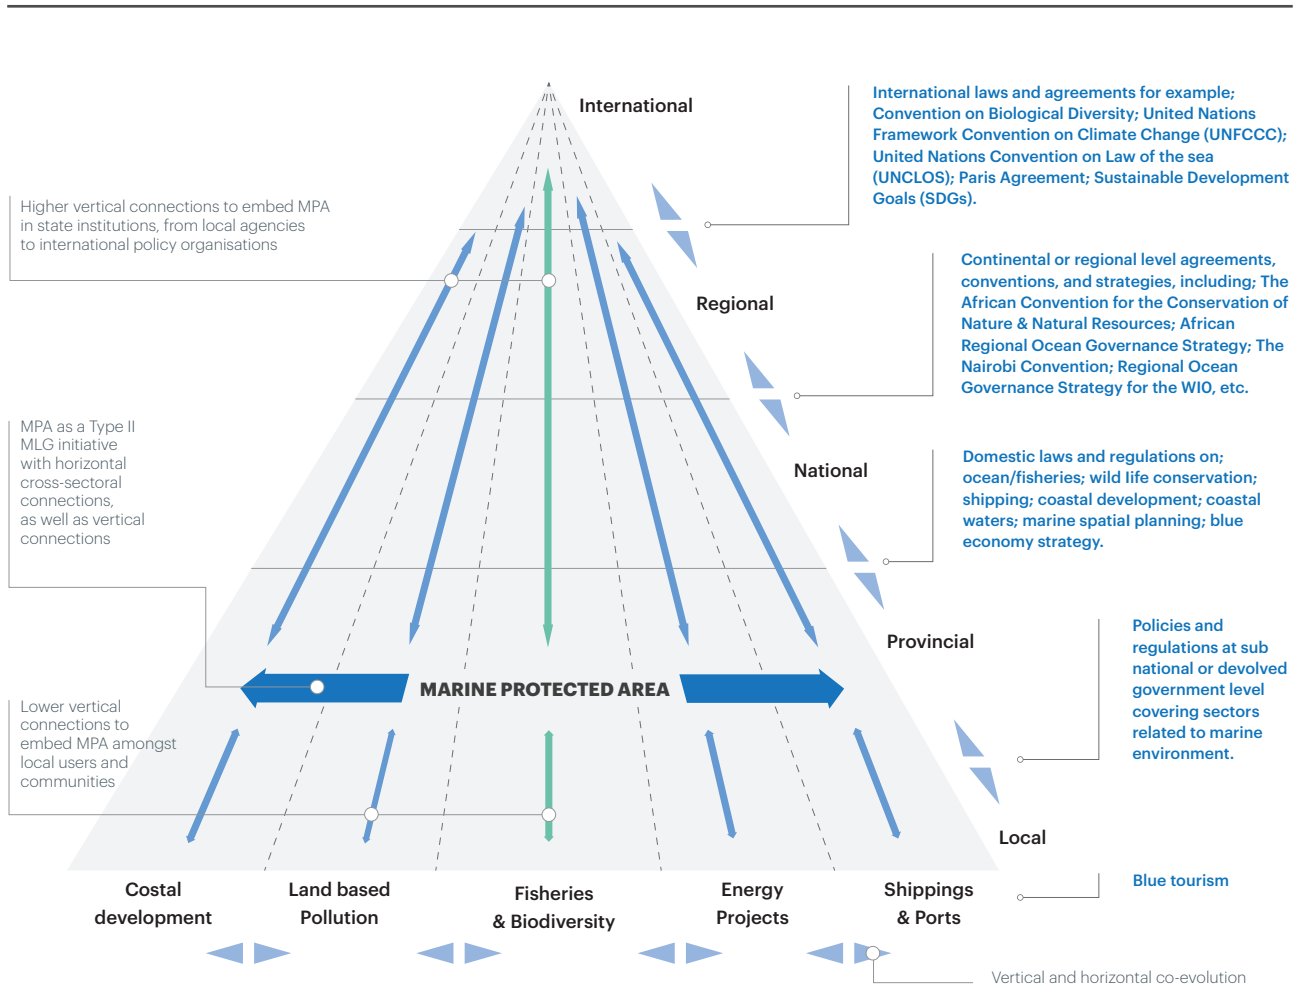 International
International laws and agreements for example;
Convention on Biological Diversity; United Nations
Framework Convention on Climate Change (UNFCCC);
United Nations Convention on Law of the sea
(UNCLOS); Paris Agreement; Sustainable Development
Goals (SDGs).
Higher vertical connections to embed MPA
in state institutions, from local agencies
to international policy organisations
Regional
Continental or regional level agreements,
conventions, and strategies, including; The
African Convention for the Conservation of
Nature & Natural Resources; African
Regional Ocean Governance Strategy; The
Nairobi Convention; Regional Ocean
Governance Strategy for the WIO, etc.
MPA as a Type II
MLG initiative
with horizontal
cross-sectoral
connections,
as well as vertical
connections
National
Domestic laws and regulations on;
ocean/fisheries; wild life conservation;
shipping; coastal development; coastal
waters; marine spatial planning; blue
economy strategy.
Provincial
Policies and
regulations at sub
national or devolved
government level
covering sectors
related to marine
environment.
MARINE PROTECTED AREA
Lower vertical
connections to
embed MPA amongst
local users and
communities
Local
Blue tourism
Costal
development
Land based
Pollution
Fisheries
& Biodiversity
Energy
Projects
Shippings
& Ports
Vertical and horizontal co-evolution